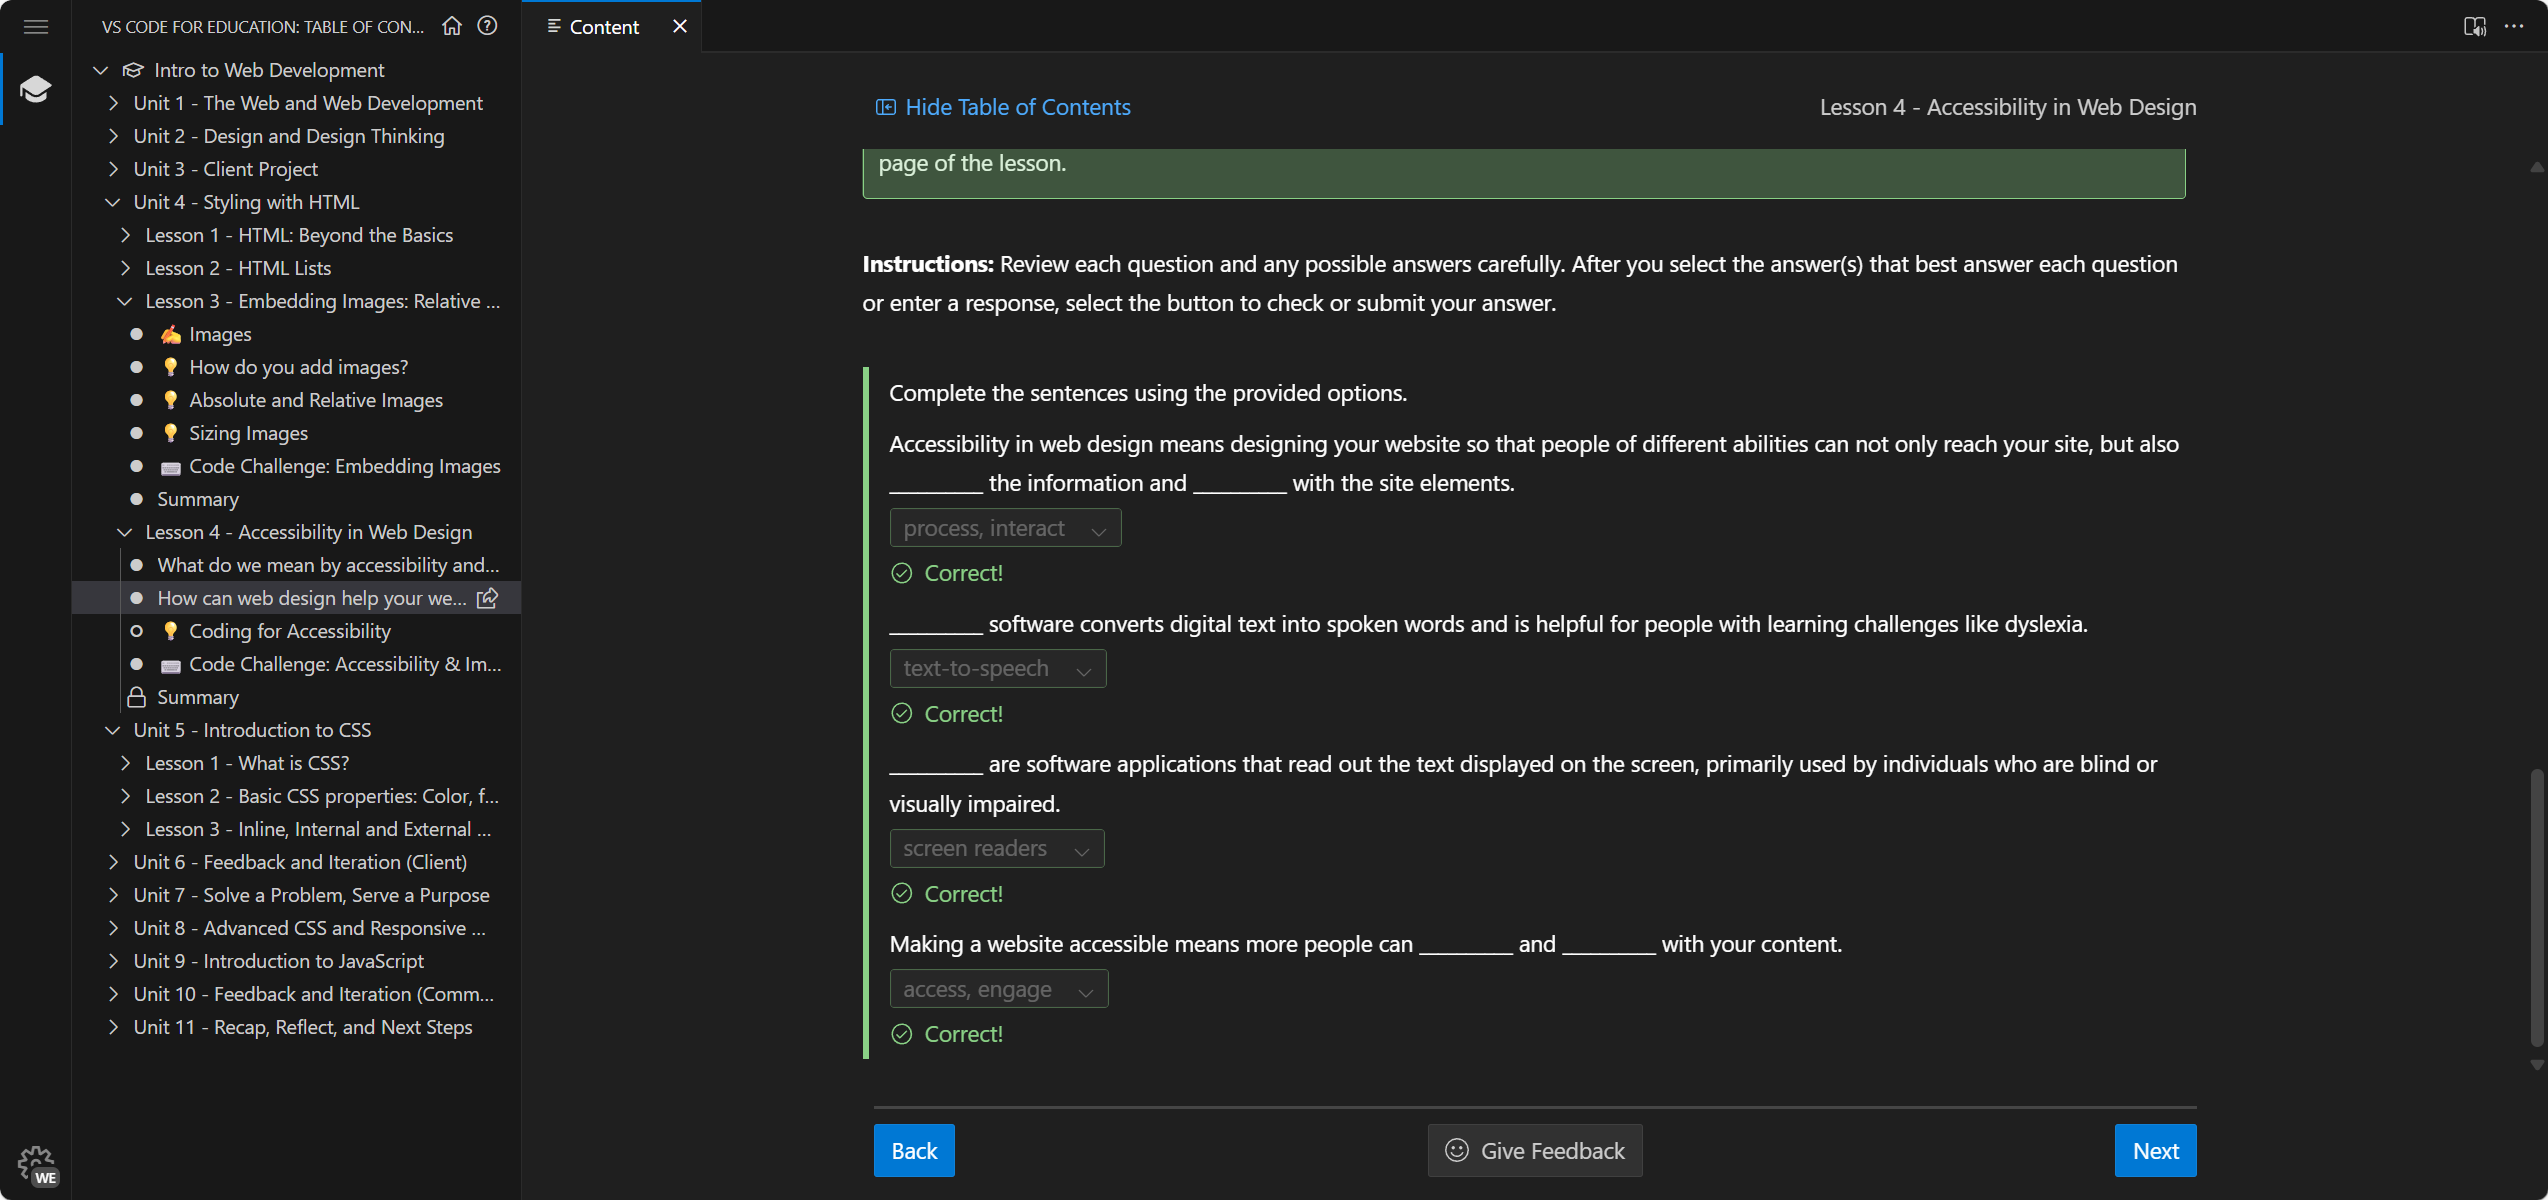 VS CODE FOR EDUCATION: TABLE OF CON...
Intro to Web Development
Unit 1 - The Web and Web Development
Unit 2 - Design and Design Thinking
Unit 3 - Client Project
Unit 4 - Styling with HTML
Lesson 1 - HTML: Beyond the Basics
Lesson 2 - HTML Lists
Lesson 3 - Embedding Images: Relative ...
Images
How do you add images?
Absolute and Relative Images
Sizing Images
Code Challenge: Embedding Images
Summary
Lesson 4 - Accessibility in Web Design
What do we mean by accessibility and...
How can web design help your we...
Coding for Accessibility
Code Challenge: Accessibility & Im...
Summary
Unit 5 - Introduction to CSS
Lesson 1 - What is CSS?
Lesson 2 - Basic CSS properties: Color, f...
Lesson 3 - Inline, Internal and External ...
Unit 6 - Feedback and Iteration (Client)
Unit 7 - Solve a Problem, Serve a Purpose
Unit 8 - Advanced CSS and Responsive ...
Unit 9 - Introduction to JavaScript
Unit 10 - Feedback and Iteration (Comm...
Unit 11 - Recap, Reflect, and Next Steps
WE
Content
Hide Table of Contents
Lesson 4 - Accessibility in Web Design
page of the lesson.
Instructions: Review each question and any possible answers carefully. After you select the answer(s) that best answer each question
or enter a response, select the button to check or submit your answer.
Complete the sentences using the provided options.
Accessibility in web design means designing your website so that people of different abilities can not only reach your site, but also
________ the information and ________ with the site elements.
process, interact
Correct!
________ software converts digital text into spoken words and is helpful for people with learning challenges like dyslexia.
text-to-speech
Correct!
________ are software applications that read out the text displayed on the screen, primarily used by individuals who are blind or
visually impaired.
screen readers
Correct!
Making a website accessible means more people can ________ and ________ with your content.
access, engage
Correct!
Back
Give Feedback
Next